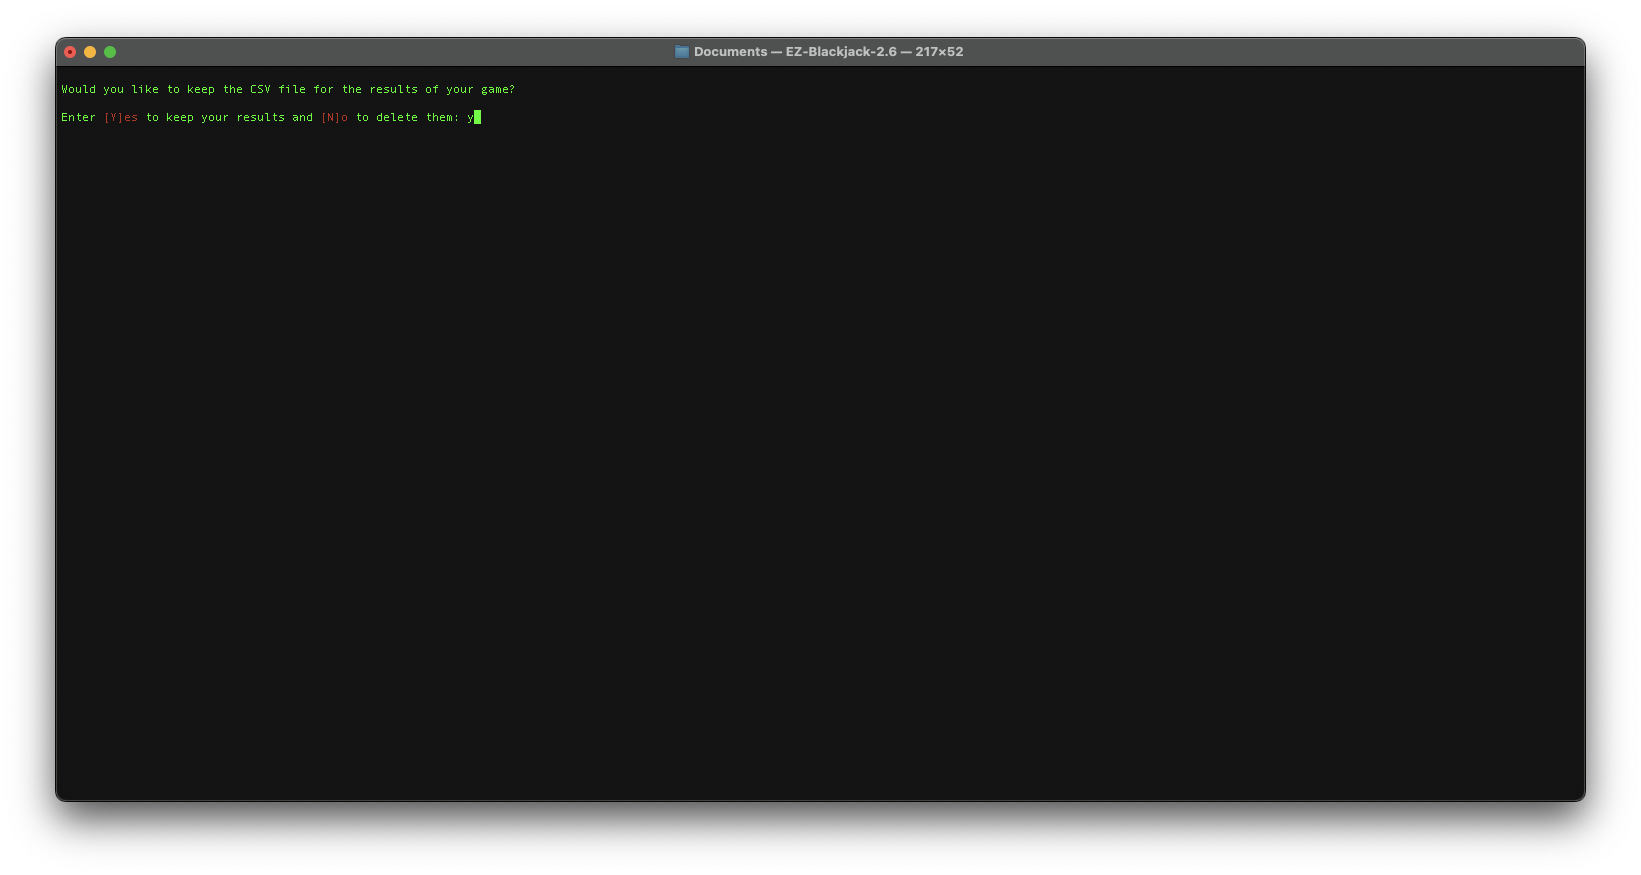 Documents — EZ-Blackjack-2.6 — 217×52
Would you like to keep the CSV file for the results of your game?
Enter [Y]es to keep your results and [N]o to delete them: y